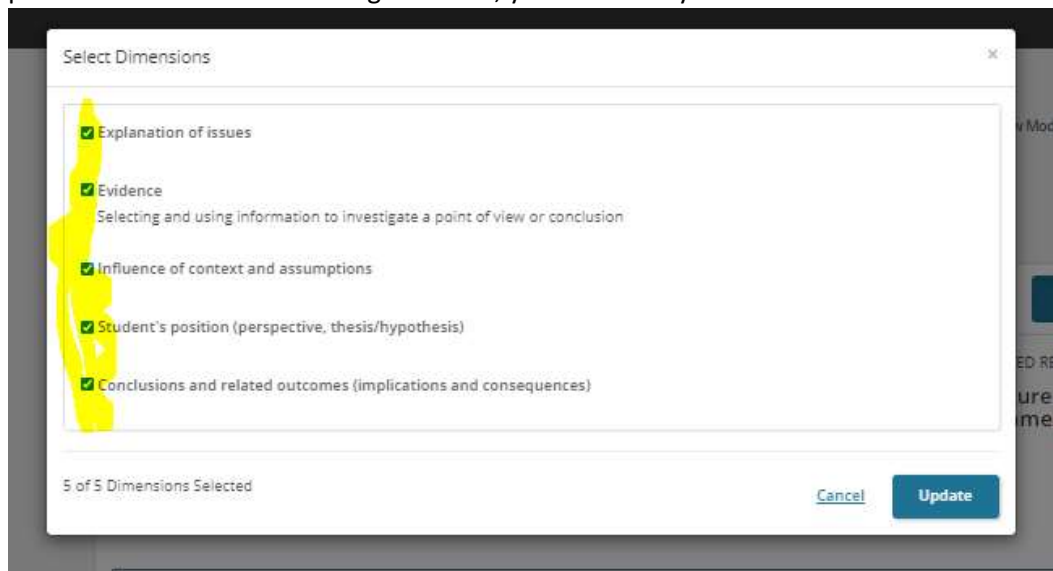 Select Dimensions ×
Explanation of issues
Evidence
Selecting and using information to investigate a point of view or conclusion
Influence of context and assumptions
Student's position (perspective, thesis/hypothesis)
Conclusions and related outcomes (implications and consequences)
5 of 5 Dimensions Selected
Cancel
Update